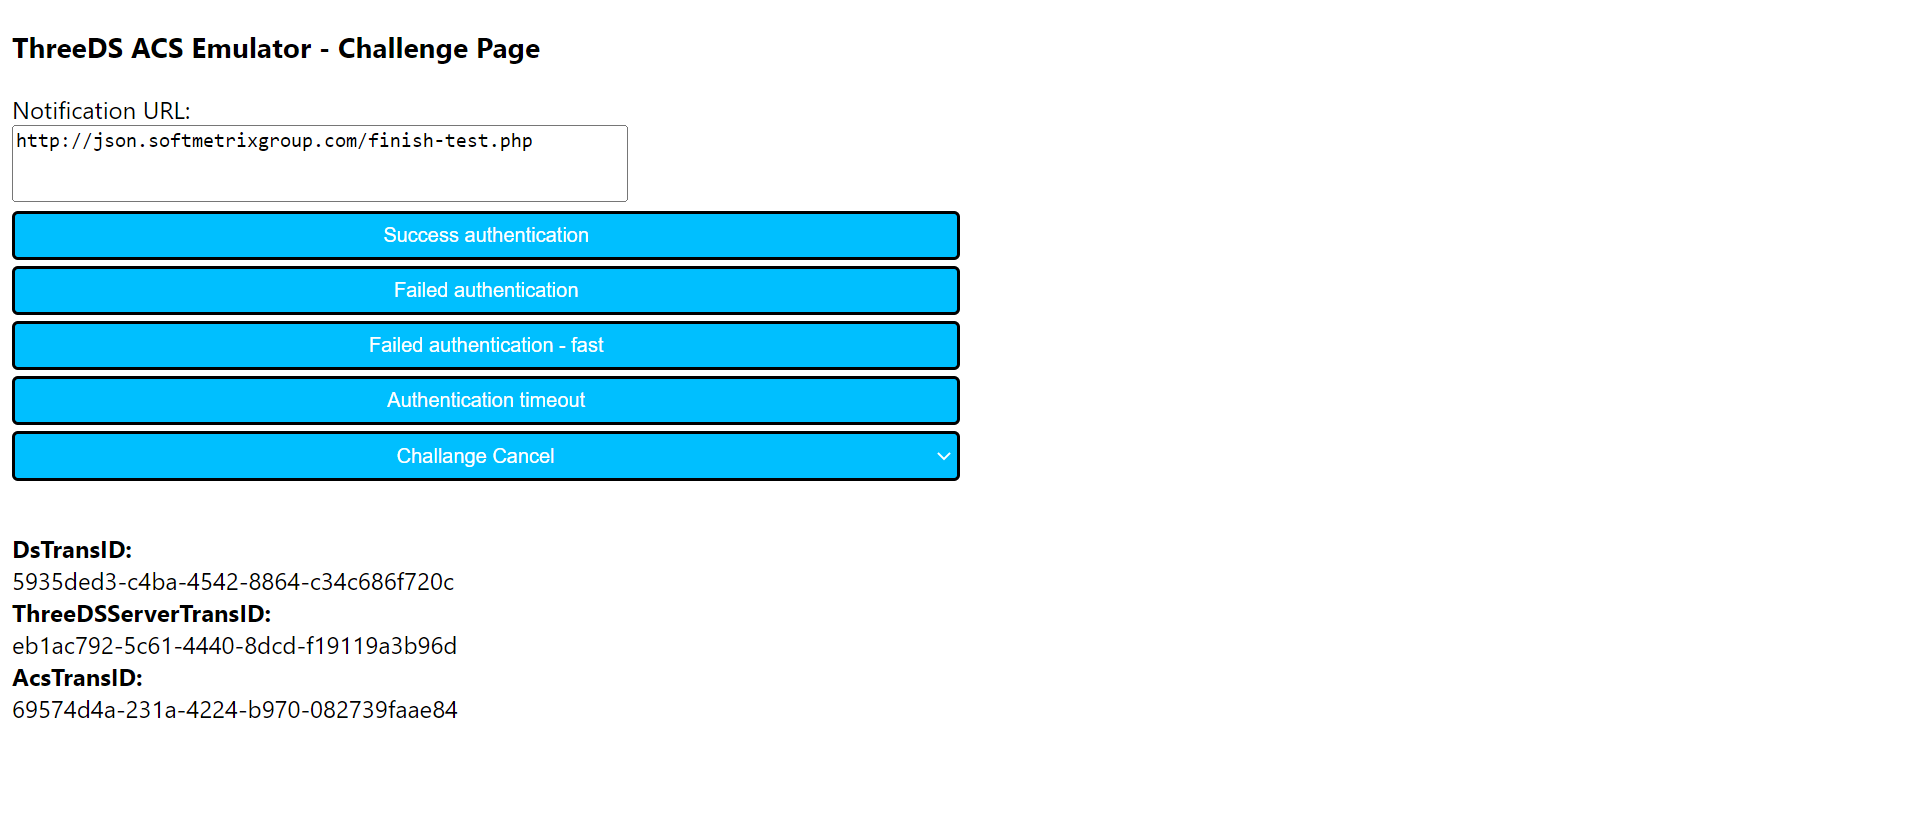 ThreeDS ACS Emulator - Challenge Page
Notification URL:
http://json.softmetrixgroup.com/finish-test.php
Success authentication
Failed authentication
Failed authentication - fast
Authentication timeout
Challange Cancel
DsTransID:
5935ded3-c4ba-4542-8864-c34c686f720c
ThreeDSServerTransID:
eb1ac792-5c61-4440-8dcd-f19119a3b96d
AcsTransID:
69574d4a-231a-4224-b970-082739faae84